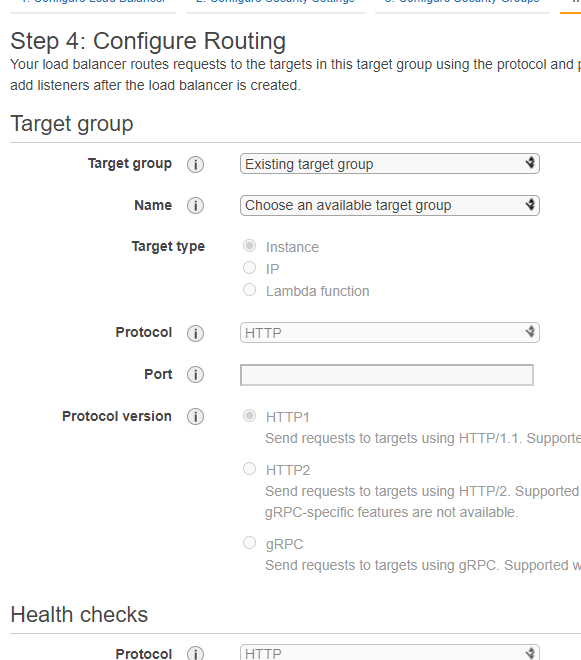 1. Configure Load Balancer 2. Configure Security Settings 3. Configure Security Groups
Step 4: Configure Routing
Your load balancer routes requests to the targets in this target group using the protocol and
add listeners after the load balancer is created.
Target group
Target group i Existing target group
Name i Choose an available target group
Target type Instance
IP
Lambda function
Protocol i HTTP
Port i
Protocol version i HTTP1
Send requests to targets using HTTP/1.1. Supporte
HTTP2
Send requests to targets using HTTP/2. Supported
gRPC-specific features are not available.
gRPC
Send requests to targets using gRPC. Supported w
Health checks
Protocol i HTTP